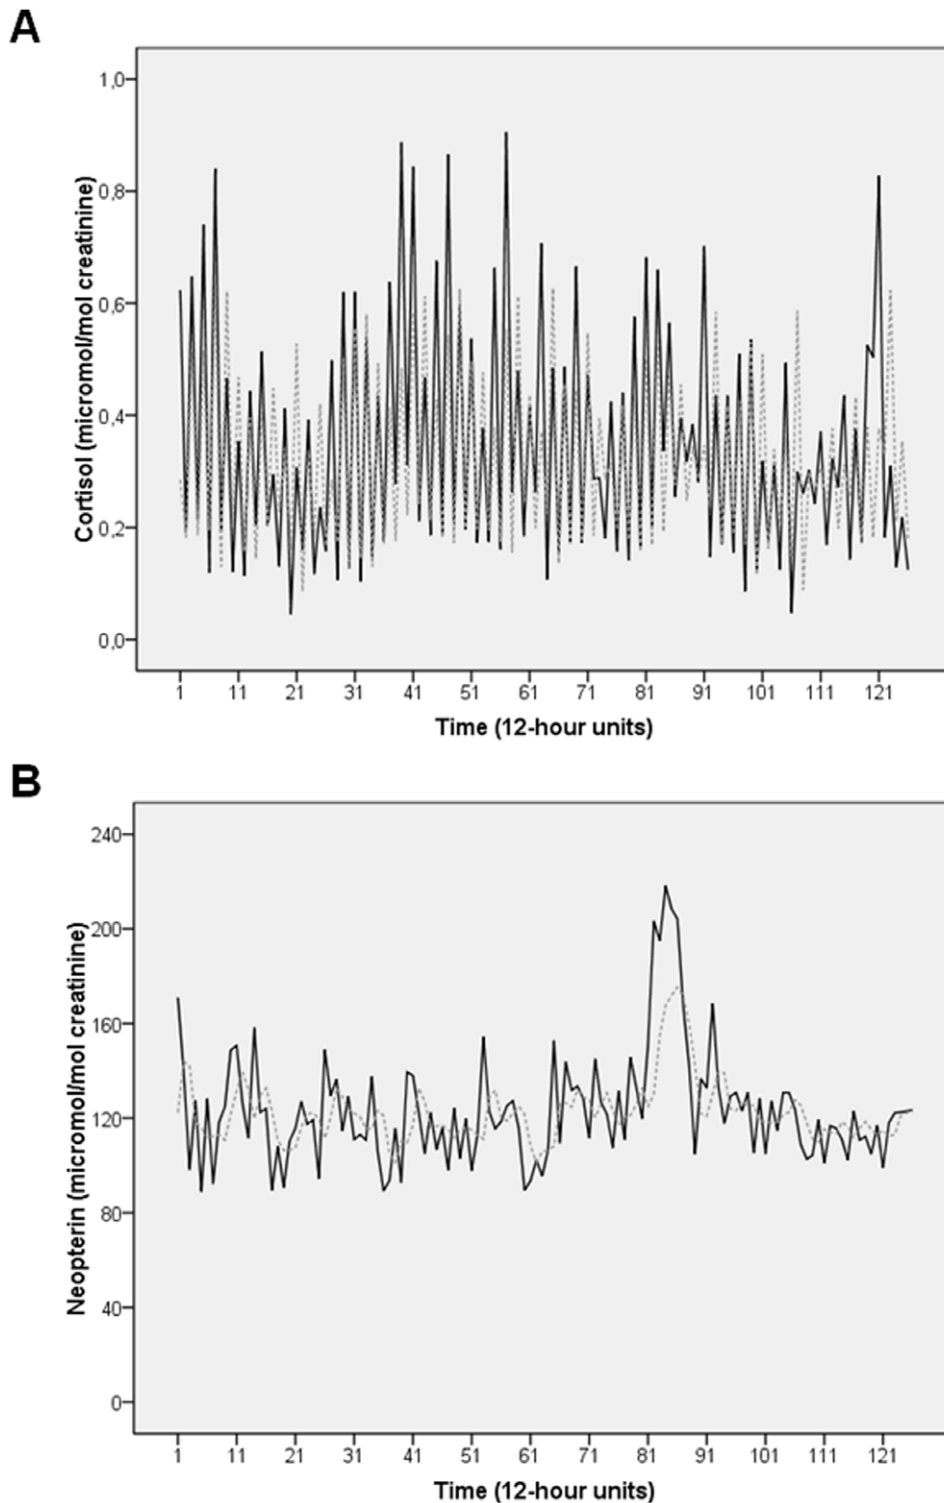 A
1,0
0,8
0,6
0,4
0,2
0,0
Cortisol (micromol/mol creatinine)
1 11 21 31 41 51 61 71 81 91 101 111 121
Time (12-hour units)
B
240
200
160
120
80
40
0
Neopterin (micromol/mol creatinine)
1 11 21 31 41 51 61 71 81 91 101 111 121
Time (12-hour units)